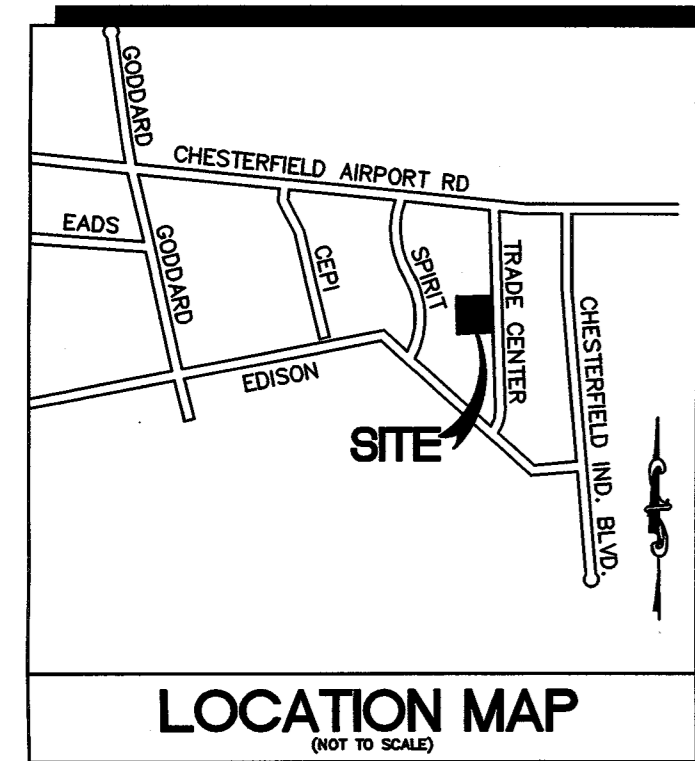 GODDARD
CHESTERFIELD AIRPORT RD
EADS
GODDARD
CEPI
SPIRIT
TRADE CENTER
CHESTERFIELD IND. BLVD.
EDISON
SITE
LOCATION MAP
(NOT TO SCALE)